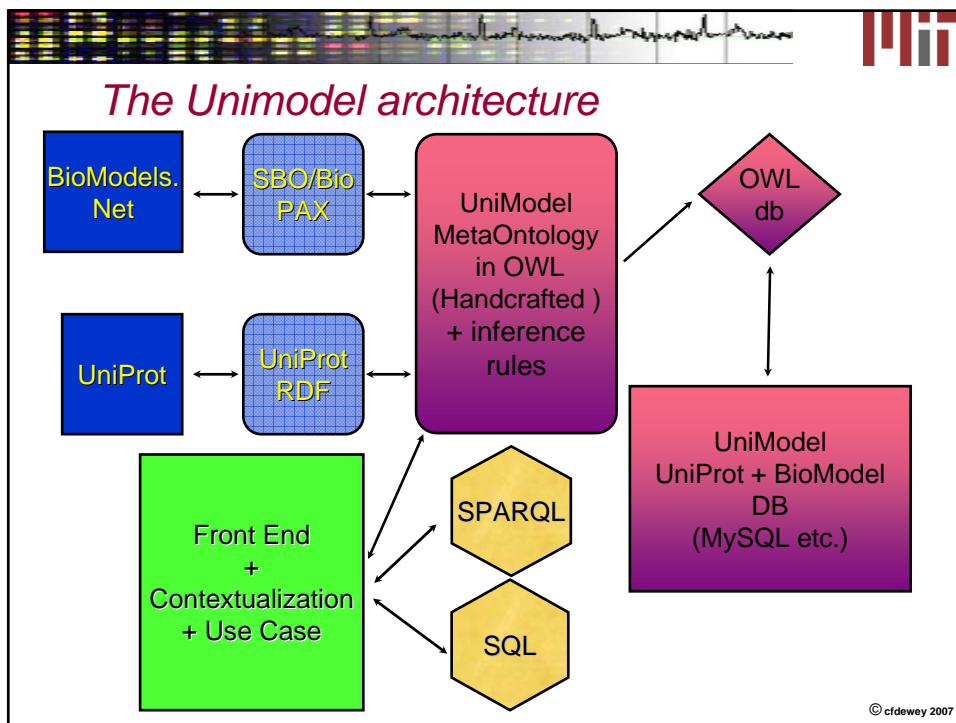 MIT
The Unimodel architecture
BioModels.
Net
SBO/Bio
PAX
UniModel
MetaOntology
in OWL
(Handcrafted )
+ inference
rules
OWL
db
UniProt
UniProt
RDF
UniModel
UniProt + BioModel
DB
(MySQL etc.)
Front End
+
Contextualization
+ Use Case
SPARQL
SQL
© cfdewey 2007